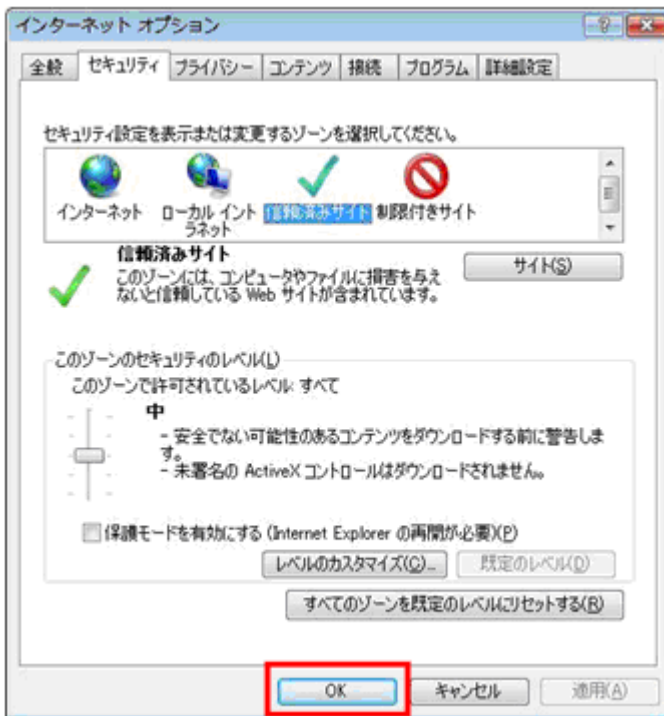 インターネット オプション
全般 セキュリティ プライバシー コンテンツ 接続 プログラム 詳細設定
セキュリティ設定を表示または変更するゾーンを選択してください。
インターネット
ローカル イント
ラネット
信頼済みサイト
制限付きサイト
信頼済みサイト
このゾーンには、コンピュータやファイルに損害を与え
ないと信頼している Web サイトが含まれています。
サイト(S)
このゾーンのセキュリティのレベル(L)
このゾーンで許可されているレベル: すべて
中
- 安全でない可能性のあるコンテンツをダウンロードする前に警告しま
す。
- 未署名の ActiveX コントロールはダウンロードされません。
保護モードを有効にする (Internet Explorer の再開が必要)(P)
レベルのカスタマイズ(C)... 既定のレベル(D)
すべてのゾーンを既定のレベルにリセットする(R)
OK キャンセル 適用(A)